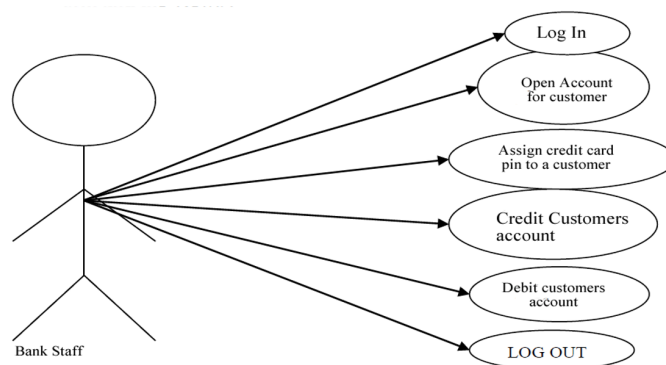 Log In
Open Account
for customer
Assign credit card
pin to a customer
Credit Customers
account
Debit customers
account
LOG OUT
Bank Staff